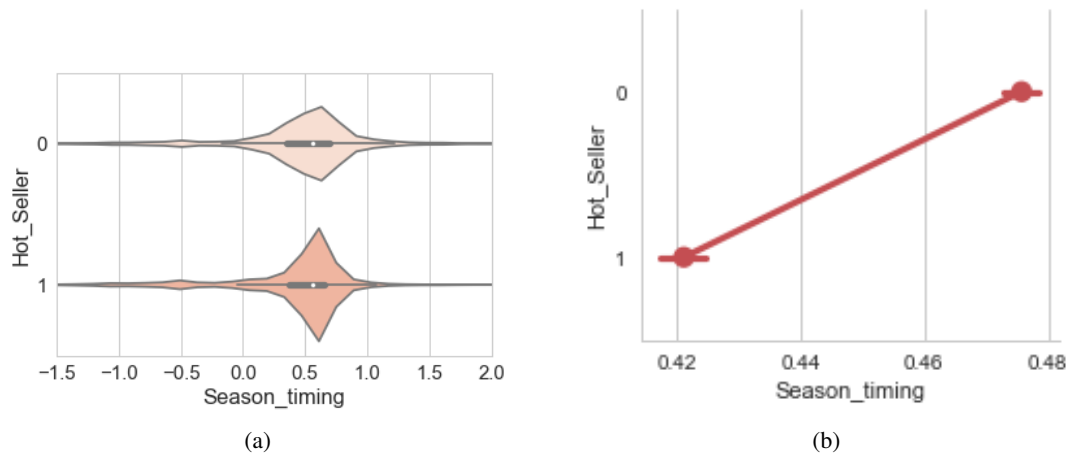 Hot_Seller
0
1
−1.5 −1.0 −0.5 0.0 0.5 1.0 1.5 2.0
Season_timing
(a)
Hot_Seller
0
1
0.42 0.44 0.46 0.48
Season_timing
(b)